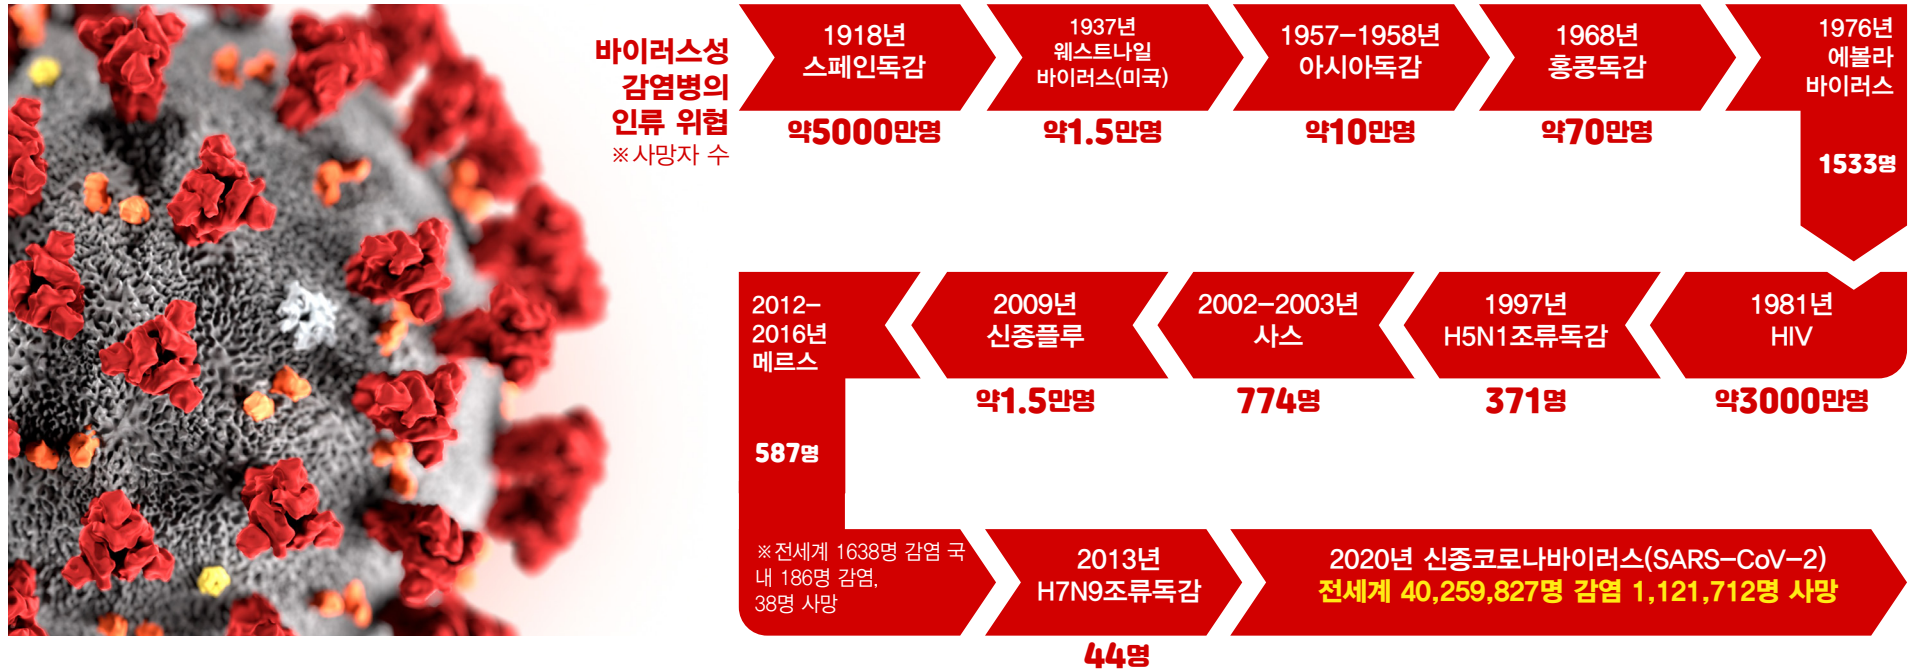 바이러스성
감염병의
인류 위협
※사망자 수
1918년
스페인독감
약5000만명
1937년
웨스트나일
바이러스(미국)
약1.5만명
1957-1958년
아시아독감
약10만명
1968년
홍콩독감
약70만명
1976년
에볼라
바이러스
1533명
1981년
HIV
약3000만명
1997년
H5N1조류독감
371명
2002-2003년
사스
774명
2009년
신종플루
약1.5만명
2012-
2016년
메르스
587명
※전세계 1638명 감염 국
내 186명 감염,
38명 사망
2013년
H7N9조류독감
44명
2020년 신종코로나바이러스(SARS-CoV-2)
전세계 40,259,827명 감염 1,121,712명 사망